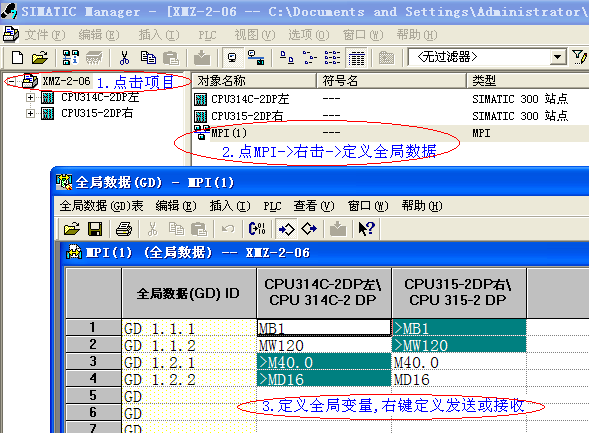 SIMATIC Manager - [XMZ-2-06 -- C:\Documents and Settings\Administrator\
文件(F) 编辑(E) 插入(I) PLC 视图(V) 选项(O) 窗口(W) 帮助(H)
<无过滤器>
XMZ-2-06 1.点击项目
CPU314C-2DP左
CPU315-2DP右
对象名称 符号名 类型
CPU314C-2DP左 --- SIMATIC 300 站点
CPU315-2DP右 --- SIMATIC 300 站点
MPI(1) --- MPI
2.点MPI->右击->定义全局数据
全局数据(GD) - MPI(1)
全局数据(GD)表 编辑(E) 插入(I) PLC 查看(V) 窗口(W) 帮助(H)
MPI(1) (全局数据) -- XMZ-2-06
全局数据(GD) ID CPU314C-2DP左\ CPU 314C-2 DP CPU315-2DP右\ CPU 315-2 DP
1 GD 1.1.1 MB1 >MB1
2 GD 1.1.2 MW120 >MW120
3 GD 1.2.1 >M40.0 M40.0
4 GD 1.2.2 >MD16 MD16
5 GD
6 GD
7 GD
3.定义全局变量,右键定义发送或接收